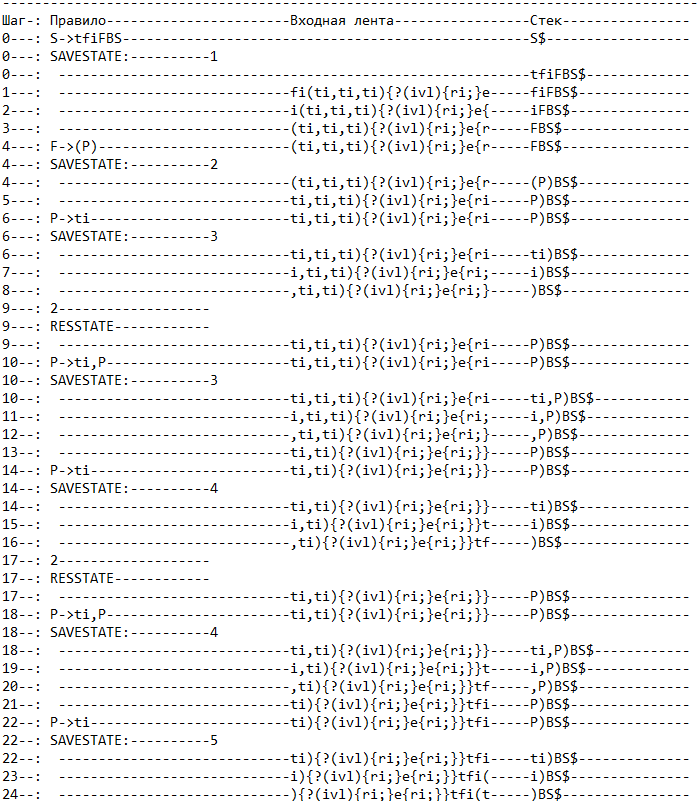 ---------------------------------------------------------------------------------------
Шаг-: Правило-----------------------Входная лента-----------------Стек----------------
0---: S->tfiFBS---------------------------------------------------S$------------------
0---: SAVESTATE:----------1
0---:  -----------------------------------------------------------tfiFBS$-------------
1---:  -----------------------------fi(ti,ti,ti){?(ivl){ri;}e-----fiFBS$--------------
2---:  -----------------------------i(ti,ti,ti){?(ivl){ri;}e{-----iFBS$---------------
3---:  -----------------------------(ti,ti,ti){?(ivl){ri;}e{r-----FBS$----------------
4---: F->(P)------------------------(ti,ti,ti){?(ivl){ri;}e{r-----FBS$----------------
4---: SAVESTATE:----------2
4---:  -----------------------------(ti,ti,ti){?(ivl){ri;}e{r-----(P)BS$--------------
5---:  -----------------------------ti,ti,ti){?(ivl){ri;}e{ri-----P)BS$---------------
6---: P->ti-------------------------ti,ti,ti){?(ivl){ri;}e{ri-----P)BS$---------------
6---: SAVESTATE:----------3
6---:  -----------------------------ti,ti,ti){?(ivl){ri;}e{ri-----ti)BS$--------------
7---:  -----------------------------i,ti,ti){?(ivl){ri;}e{ri;-----i)BS$---------------
8---:  -----------------------------,ti,ti){?(ivl){ri;}e{ri;}-----)BS$----------------
9---: 2-------------------
9---: RESSTATE------------
9---:  -----------------------------ti,ti,ti){?(ivl){ri;}e{ri-----P)BS$---------------
10--: P->ti,P-----------------------ti,ti,ti){?(ivl){ri;}e{ri-----P)BS$---------------
10--: SAVESTATE:----------3
10--:  -----------------------------ti,ti,ti){?(ivl){ri;}e{ri-----ti,P)BS$------------
11--:  -----------------------------i,ti,ti){?(ivl){ri;}e{ri;-----i,P)BS$-------------
12--:  -----------------------------,ti,ti){?(ivl){ri;}e{ri;}-----,P)BS$--------------
13--:  -----------------------------ti,ti){?(ivl){ri;}e{ri;}}-----P)BS$---------------
14--: P->ti-------------------------ti,ti){?(ivl){ri;}e{ri;}}-----P)BS$---------------
14--: SAVESTATE:----------4
14--:  -----------------------------ti,ti){?(ivl){ri;}e{ri;}}-----ti)BS$--------------
15--:  -----------------------------i,ti){?(ivl){ri;}e{ri;}}t-----i)BS$---------------
16--:  -----------------------------,ti){?(ivl){ri;}e{ri;}}tf-----)BS$----------------
17--: 2-------------------
17--: RESSTATE------------
17--:  -----------------------------ti,ti){?(ivl){ri;}e{ri;}}-----P)BS$---------------
18--: P->ti,P-----------------------ti,ti){?(ivl){ri;}e{ri;}}-----P)BS$---------------
18--: SAVESTATE:----------4
18--:  -----------------------------ti,ti){?(ivl){ri;}e{ri;}}-----ti,P)BS$------------
19--:  -----------------------------i,ti){?(ivl){ri;}e{ri;}}t-----i,P)BS$-------------
20--:  -----------------------------,ti){?(ivl){ri;}e{ri;}}tf-----,P)BS$--------------
21--:  -----------------------------ti){?(ivl){ri;}e{ri;}}tfi-----P)BS$---------------
22--: P->ti-------------------------ti){?(ivl){ri;}e{ri;}}tfi-----P)BS$---------------
22--: SAVESTATE:----------5
22--:  -----------------------------ti){?(ivl){ri;}e{ri;}}tfi-----ti)BS$--------------
23--:  -----------------------------i){?(ivl){ri;}e{ri;}}tfi(-----i)BS$---------------
24--:  -----------------------------){?(ivl){ri;}e{ri;}}tfi(t-----)BS$----------------